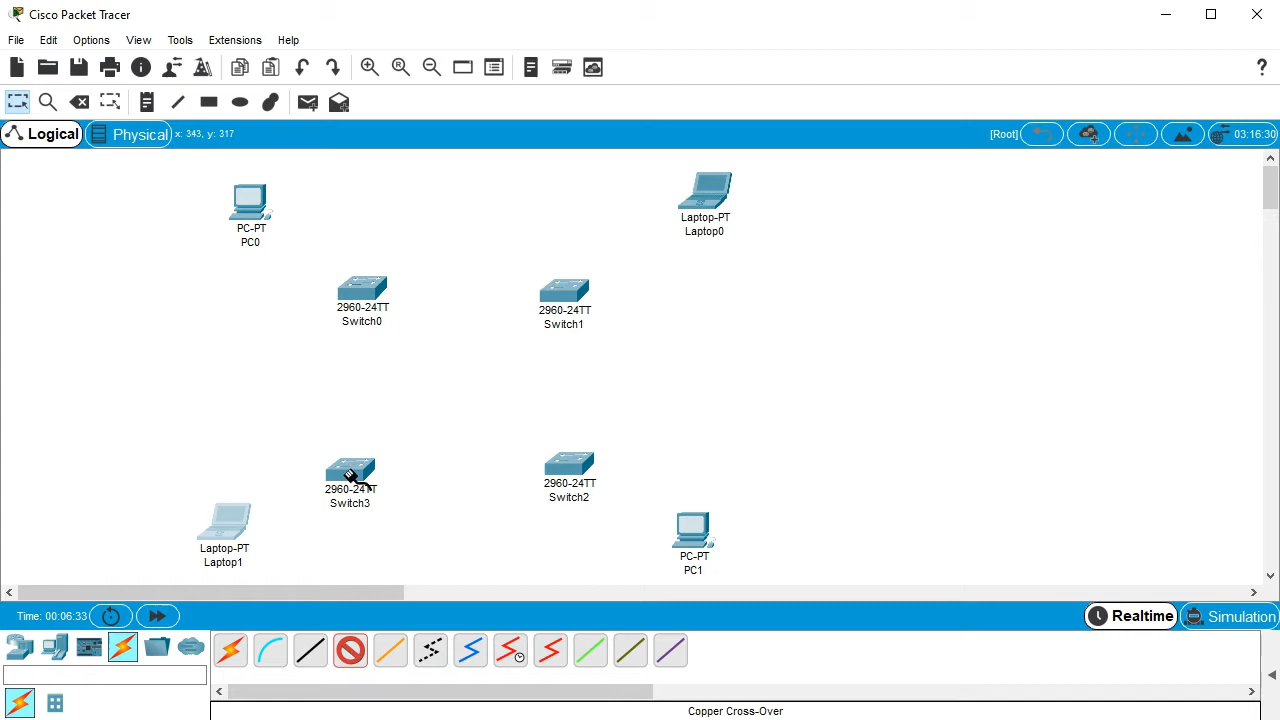 Cisco Packet Tracer
File Edit Options View Tools Extensions Help
?
Logical Physical x: 343, y: 317 [Root] 03:16:30
PC-PT
PC0
Laptop-PT
Laptop0
2960-24TT
Switch0
2960-24TT
Switch1
2960-24TT
Switch3
2960-24TT
Switch2
Laptop-PT
Laptop1
PC-PT
PC1
Time: 00:06:33 Realtime Simulation
Copper Cross-Over